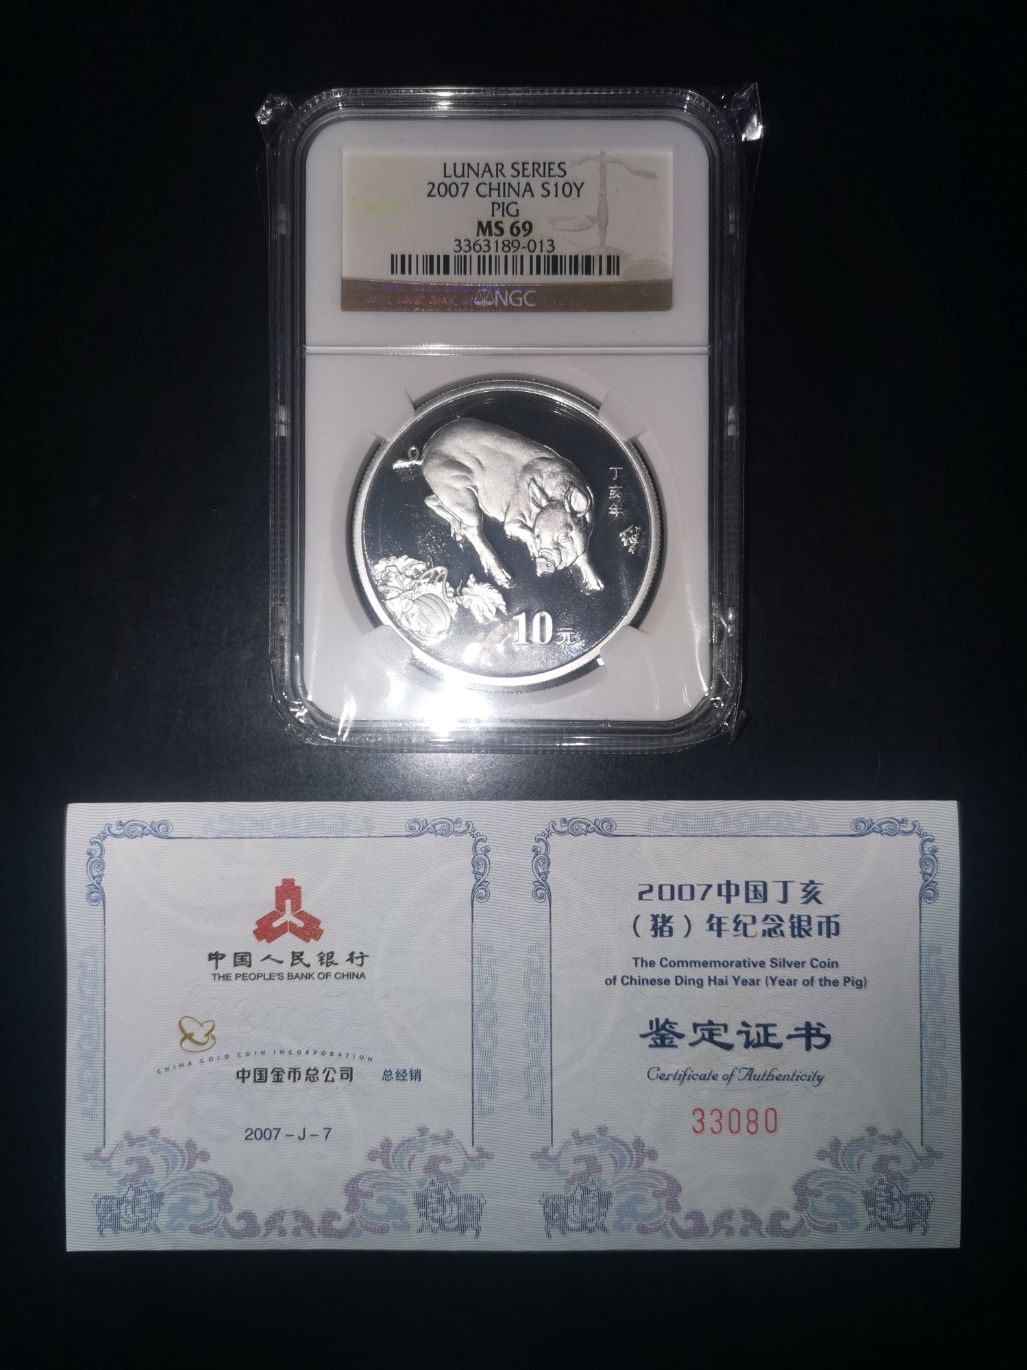 LUNAR SERIES
2007 CHINA S10Y
PIG
MS 69
3363189-013
NGC
丁亥年
10元
中国人民银行
THE PEOPLE'S BANK OF CHINA
CHINA GOLD COIN INCORPORATION
中国金币总公司 总经销
2007-J-7
2007中国丁亥
(猪)年纪念银币
The Commemorative Silver Coin
of Chinese Ding Hai Year (Year of the Pig)
鉴定证书
Certificate of Authenticity
33080